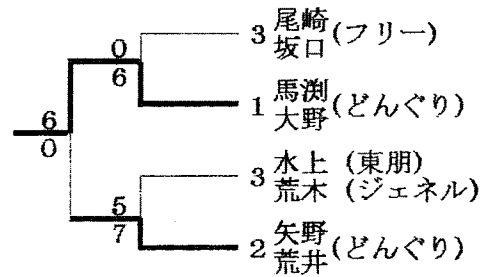 3 尾崎 坂口 (フリー)
0
6
1 馬渕 大野 (どんぐり)
6
0
3 水上 (東朋)
荒木 (ジェネル)
5
7
2 矢野 荒井 (どんぐり)